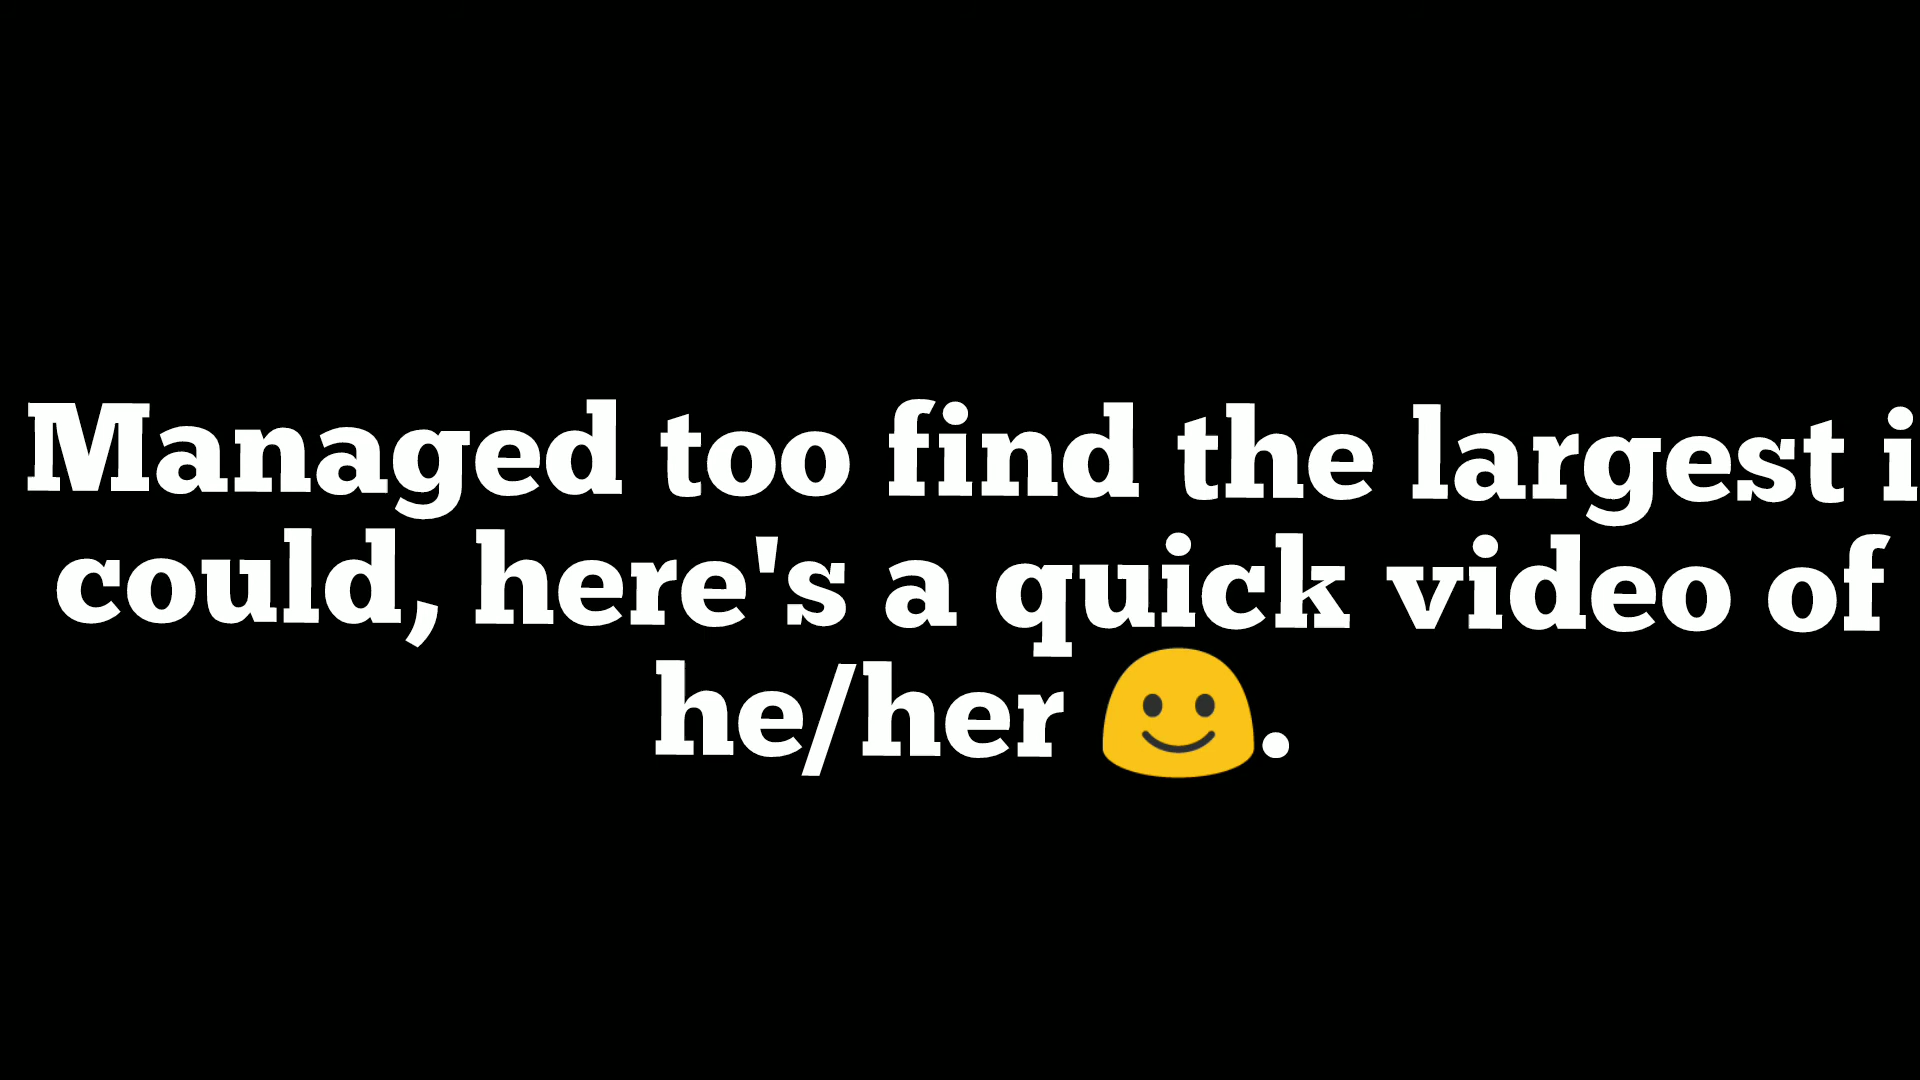 Managed too find the largest i
could, here's a quick video of
he/her 🙂.